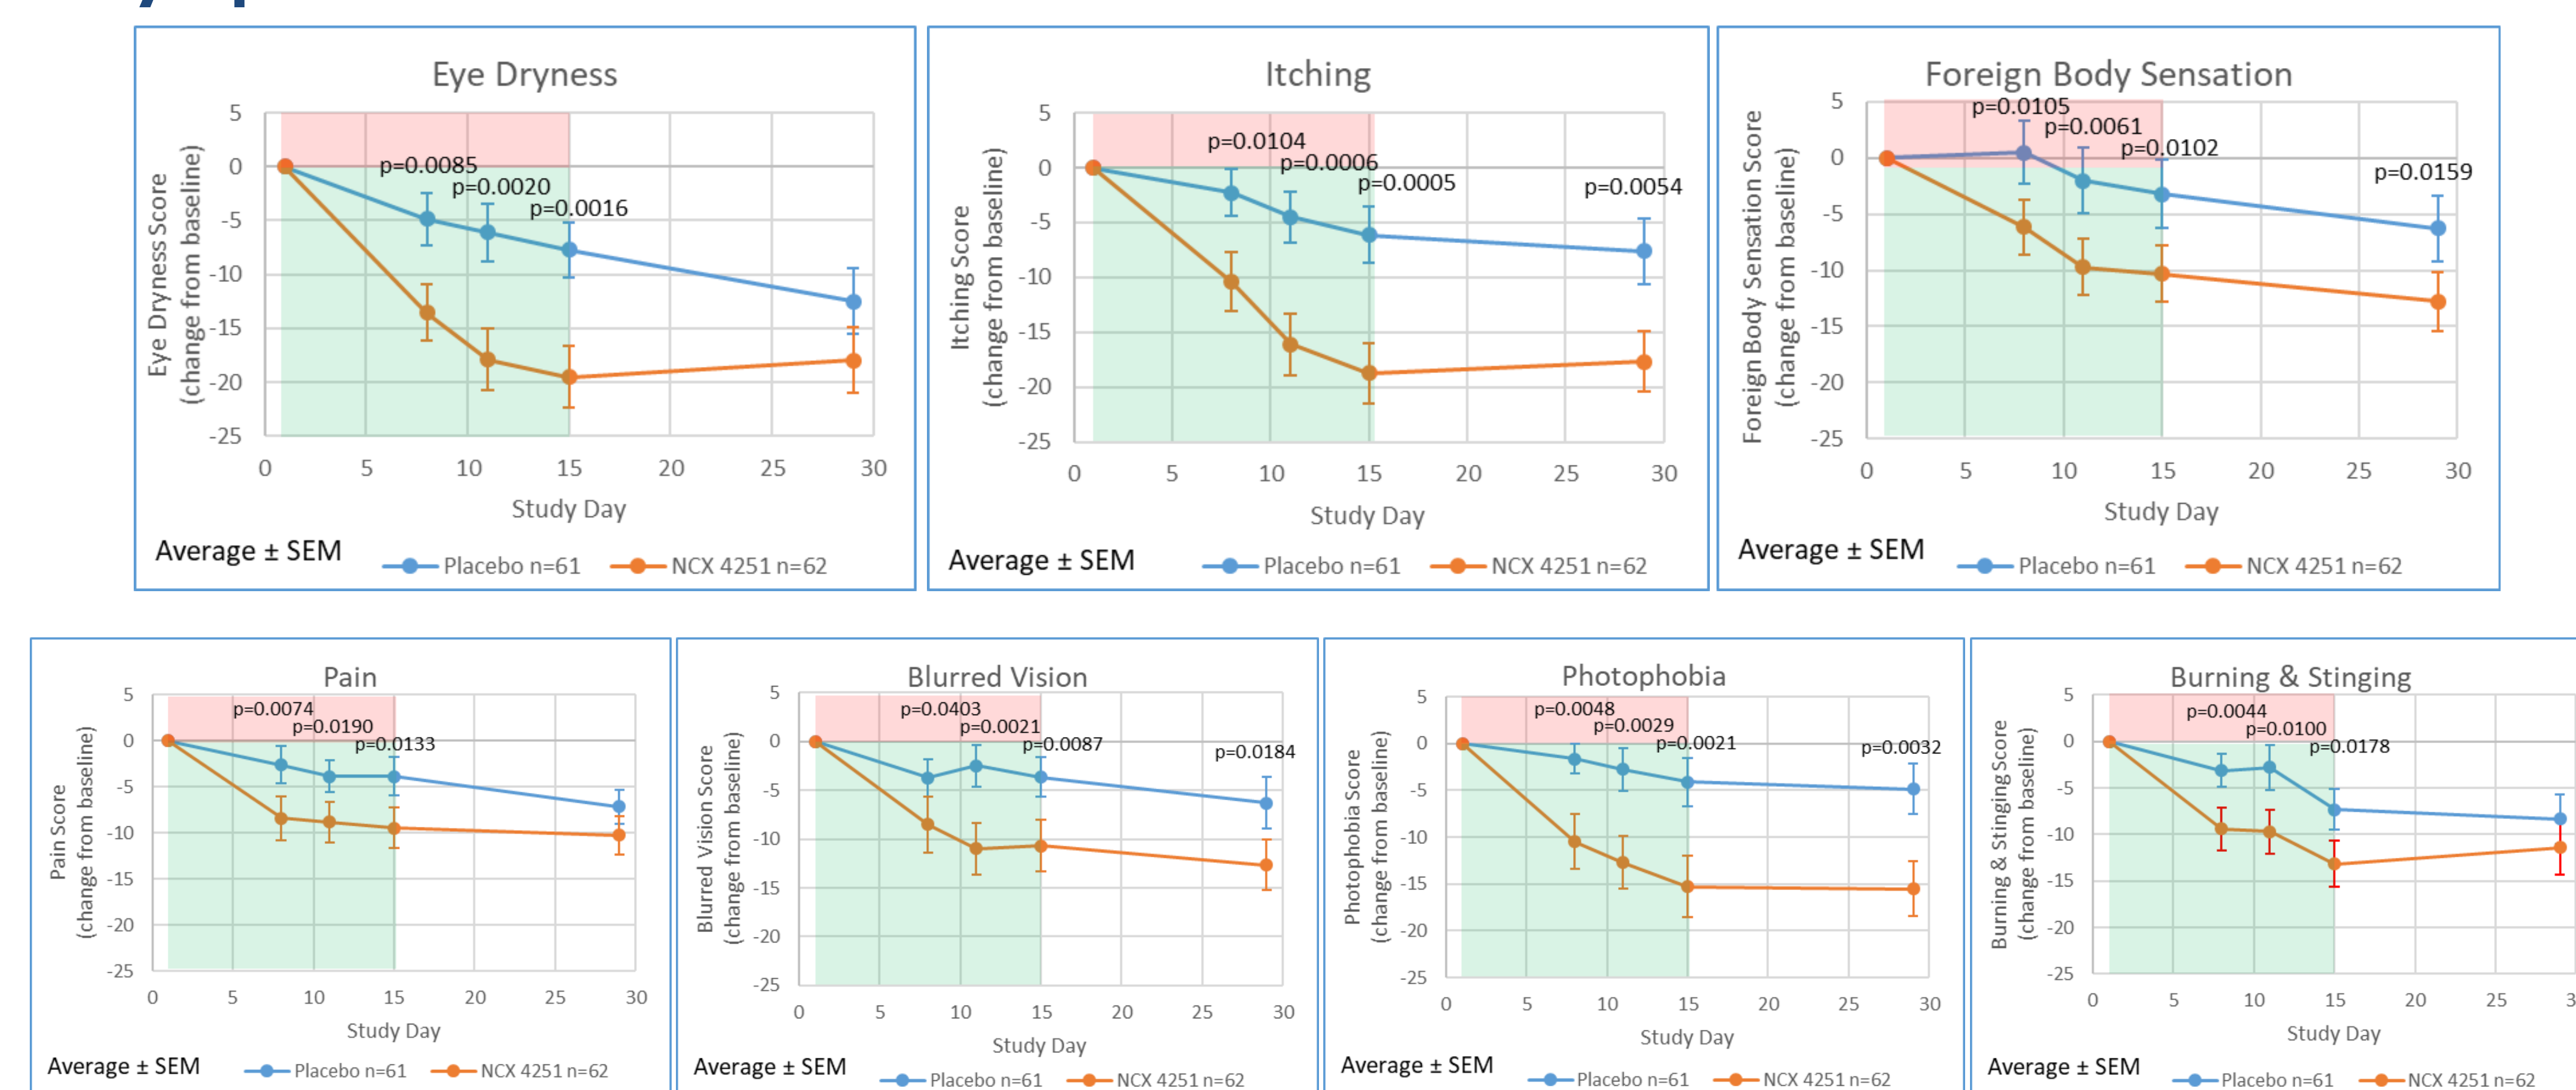 Eye Dryness
5
0
-5
-10
-15
-20
-25
0 5 10 15 20 25 30
p=0.0085
p=0.0020
p=0.0016
Eye Dryness Score
(change from baseline)
Study Day
Average ± SEM
Placebo n=61 NCX 4251 n=62
Itching
5
0
-5
-10
-15
-20
-25
0 5 10 15 20 25 30
p=0.0104
p=0.0006
p=0.0005
p=0.0054
Itching Score
(change from baseline)
Study Day
Average ± SEM
Placebo n=61 NCX 4251 n=62
Foreign Body Sensation
5
0
-5
-10
-15
-20
-25
0 5 10 15 20 25 30
p=0.0105
p=0.0061
p=0.0102
p=0.0159
Foreign Body Sensation Score
(change from baseline)
Study Day
Average ± SEM
Placebo n=61 NCX 4251 n=62
Pain
5
0
-5
-10
-15
-20
-25
0 5 10 15 20 25 30
p=0.0074
p=0.0190
p=0.0133
Pain Score
(change from baseline)
Study Day
Average ± SEM
Placebo n=61 NCX 4251 n=62
Blurred Vision
5
0
-5
-10
-15
-20
-25
0 5 10 15 20 25 30
p=0.0403
p=0.0021
p=0.0087
p=0.0184
Blurred Vision Score
(change from baseline)
Study Day
Average ± SEM
Placebo n=61 NCX 4251 n=62
Photophobia
5
0
-5
-10
-15
-20
-25
0 5 10 15 20 25 30
p=0.0048
p=0.0029
p=0.0021
p=0.0032
Photophobia Score
(change from baseline)
Study Day
Average ± SEM
Placebo n=61 NCX 4251 n=62
Burning & Stinging
5
0
-5
-10
-15
-20
-25
0 5 10 15 20 25
p=0.0044
p=0.0100
p=0.0178
Burning & Stinging Score
(change from baseline)
Study Day
Average ± SEM
Placebo n=61 NCX 4251 n=62